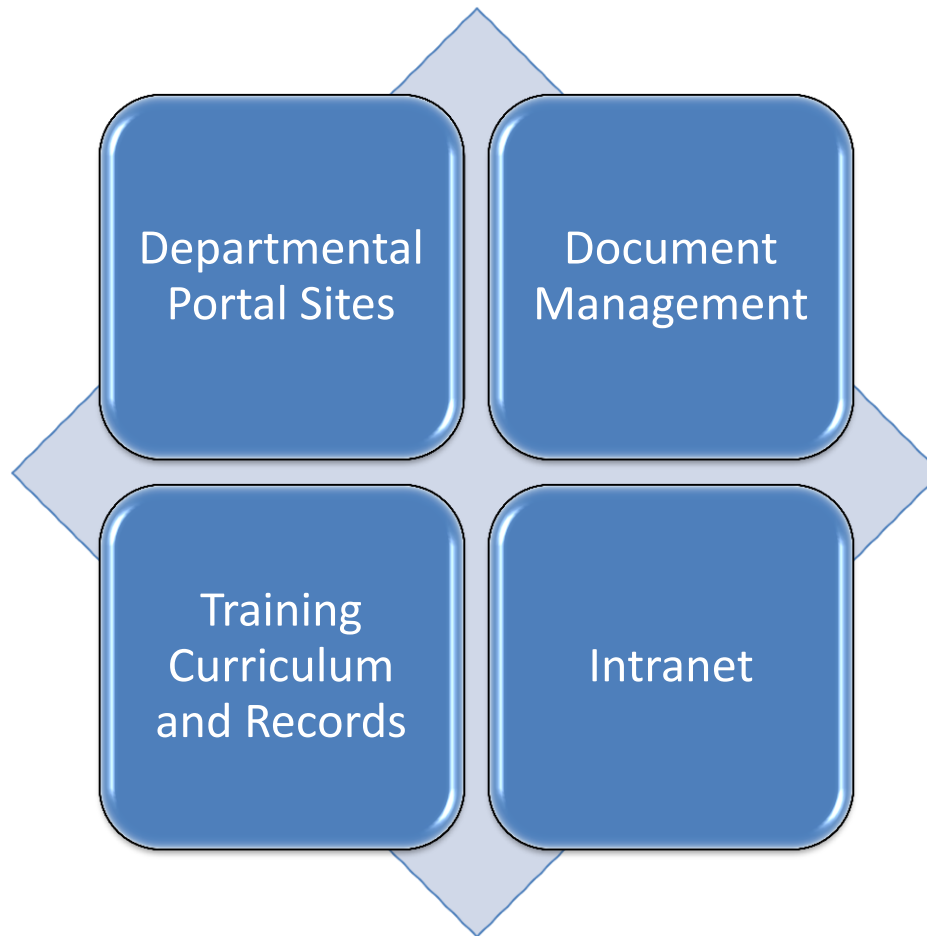 Departmental
Portal Sites
Document
Management
Training
Curriculum
and Records
Intranet